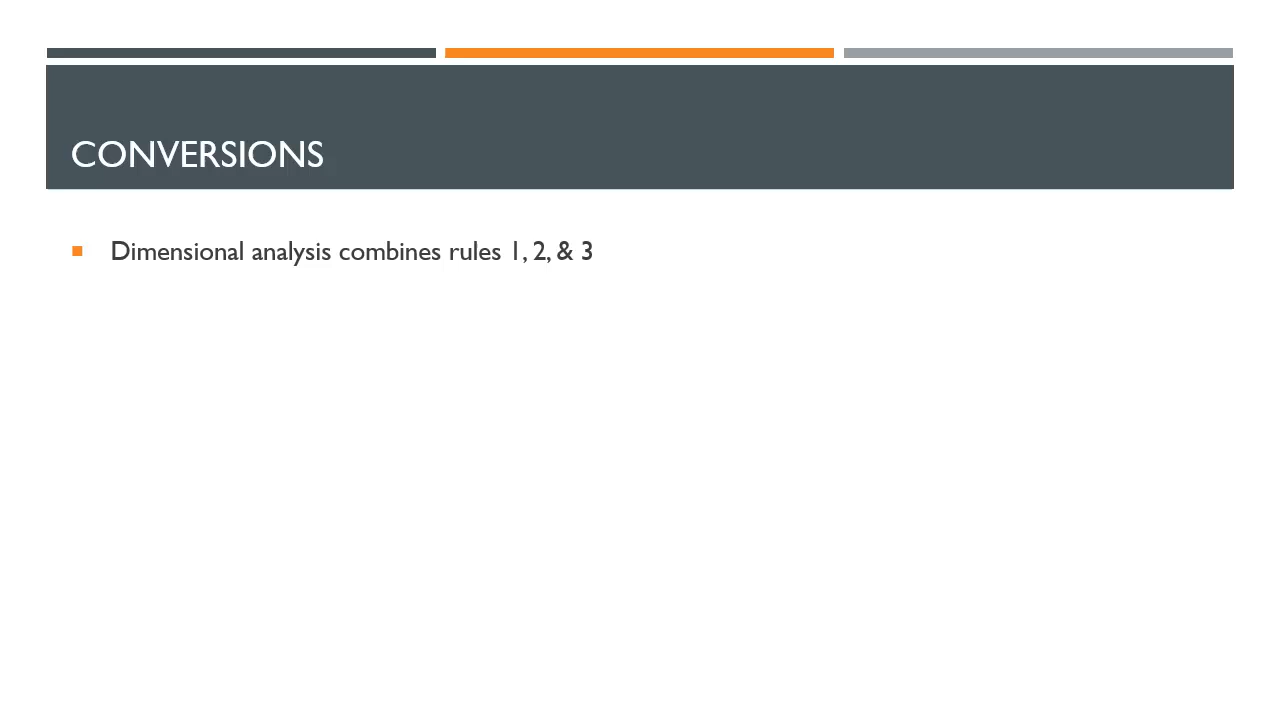 CONVERSIONS
Dimensional analysis combines rules 1, 2, & 3